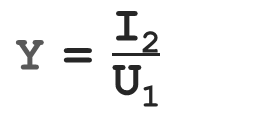 Y = I₂/U₁